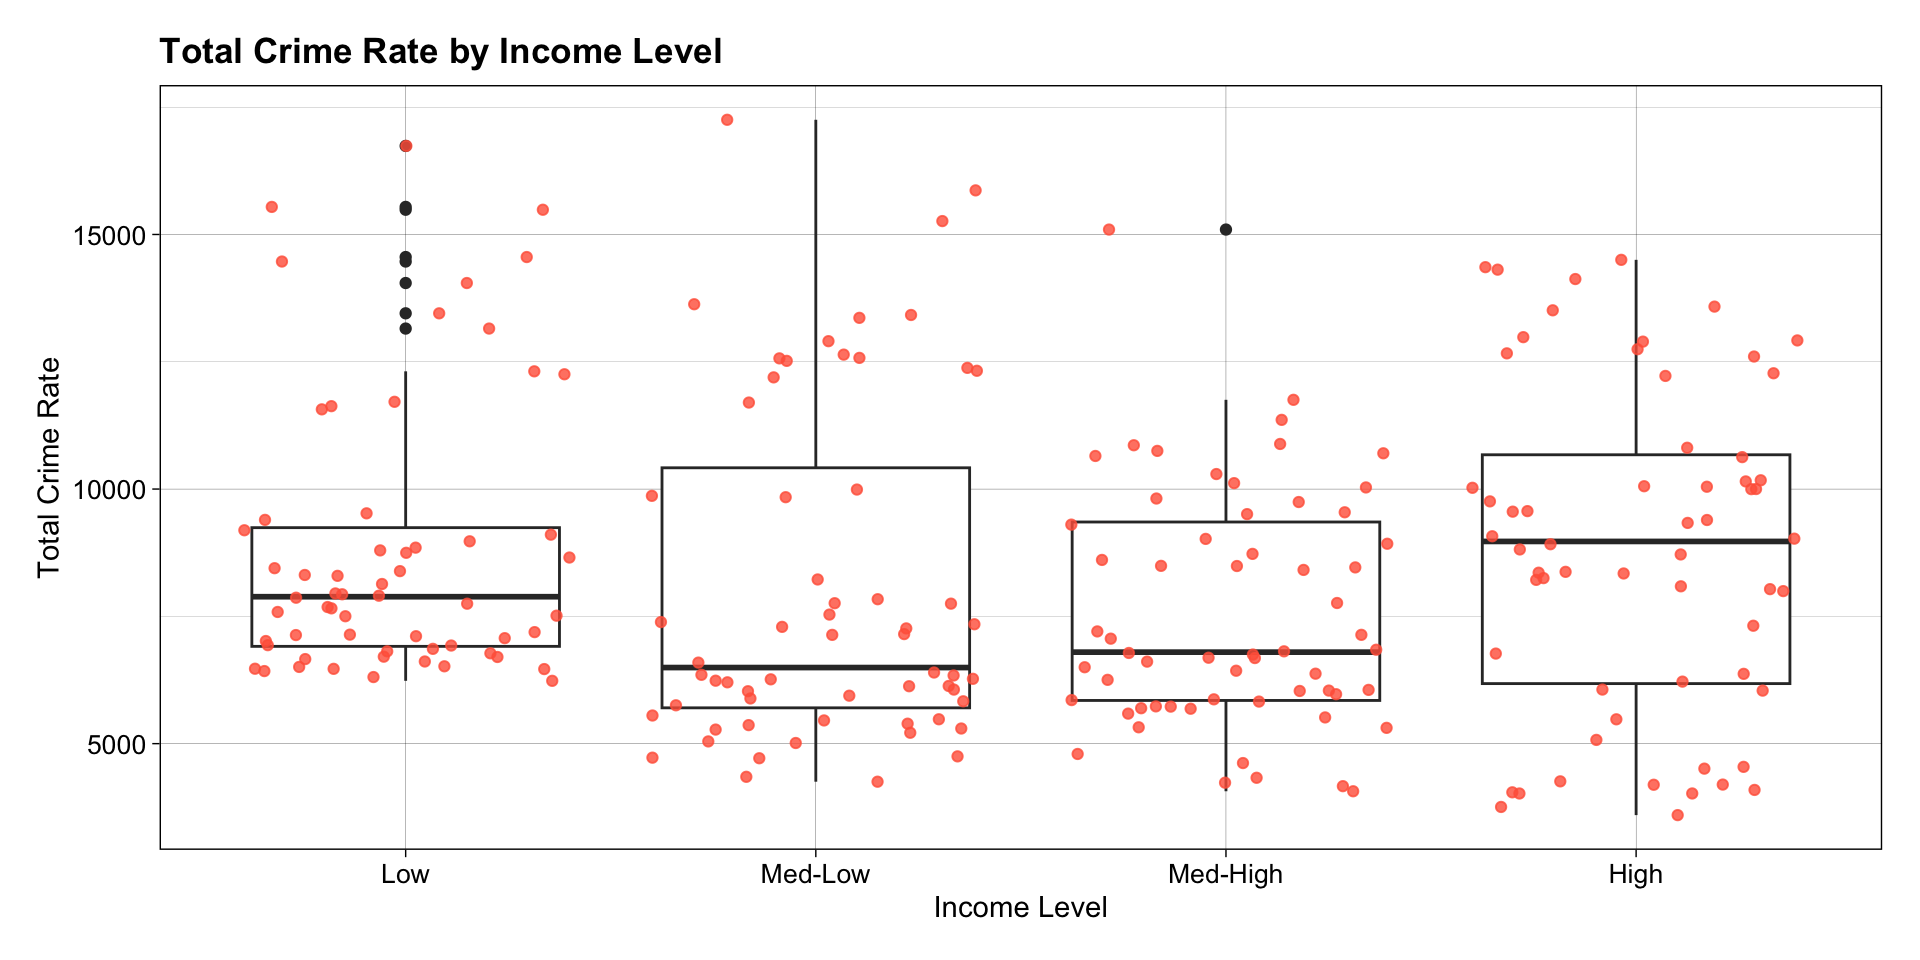 Total Crime Rate by Income Level
15000
10000
5000
Total Crime Rate
Low
Med-Low
Med-High
High
Income Level